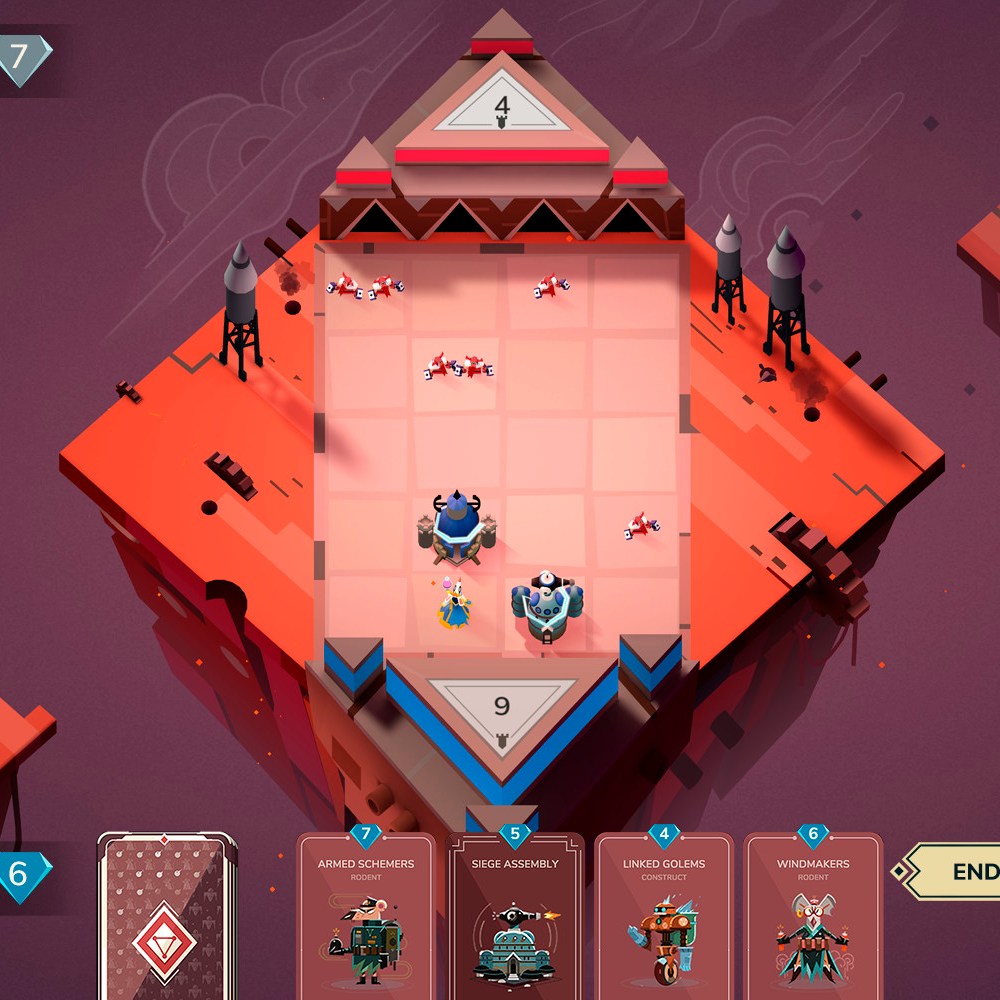 7
4
9
6
7
5
4
6
ARMED SCHEMERS
RODENT
SIEGE ASSEMBLY
LINKED GOLEMS
CONSTRUCT
WINDMAKERS
RODENT
END